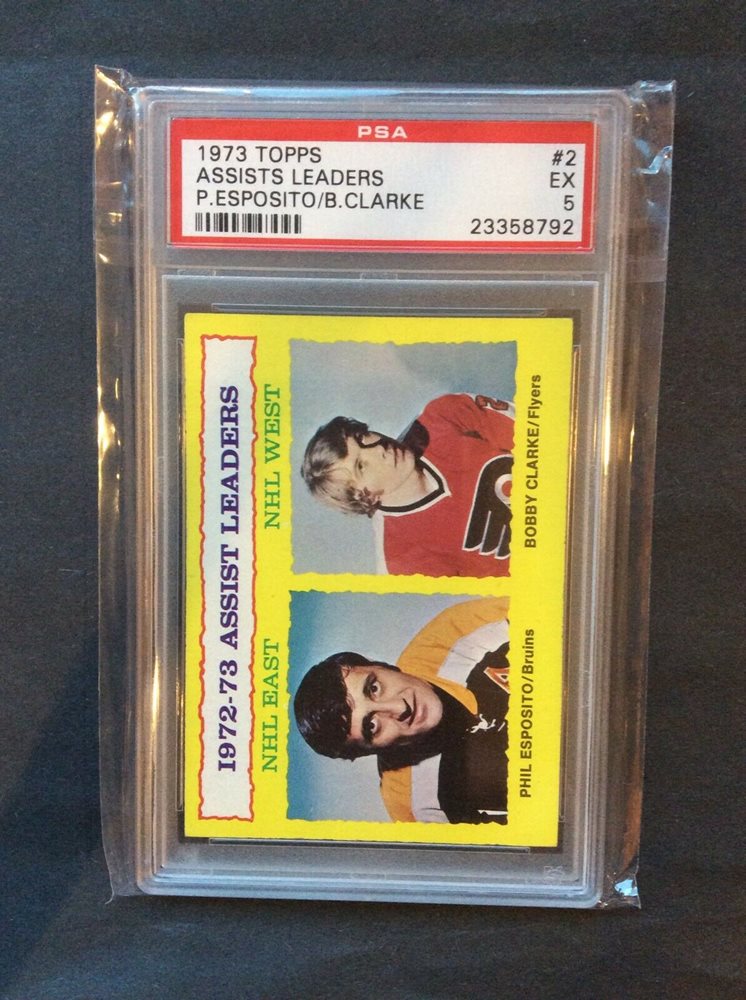 PSA
1973 TOPPS #2
ASSISTS LEADERS EX
P.ESPOSITO/B.CLARKE 5
23358792
1972-73 ASSIST LEADERS
NHL EAST NHL WEST
PHIL ESPOSITO/Bruins BOBBY CLARKE/Flyers